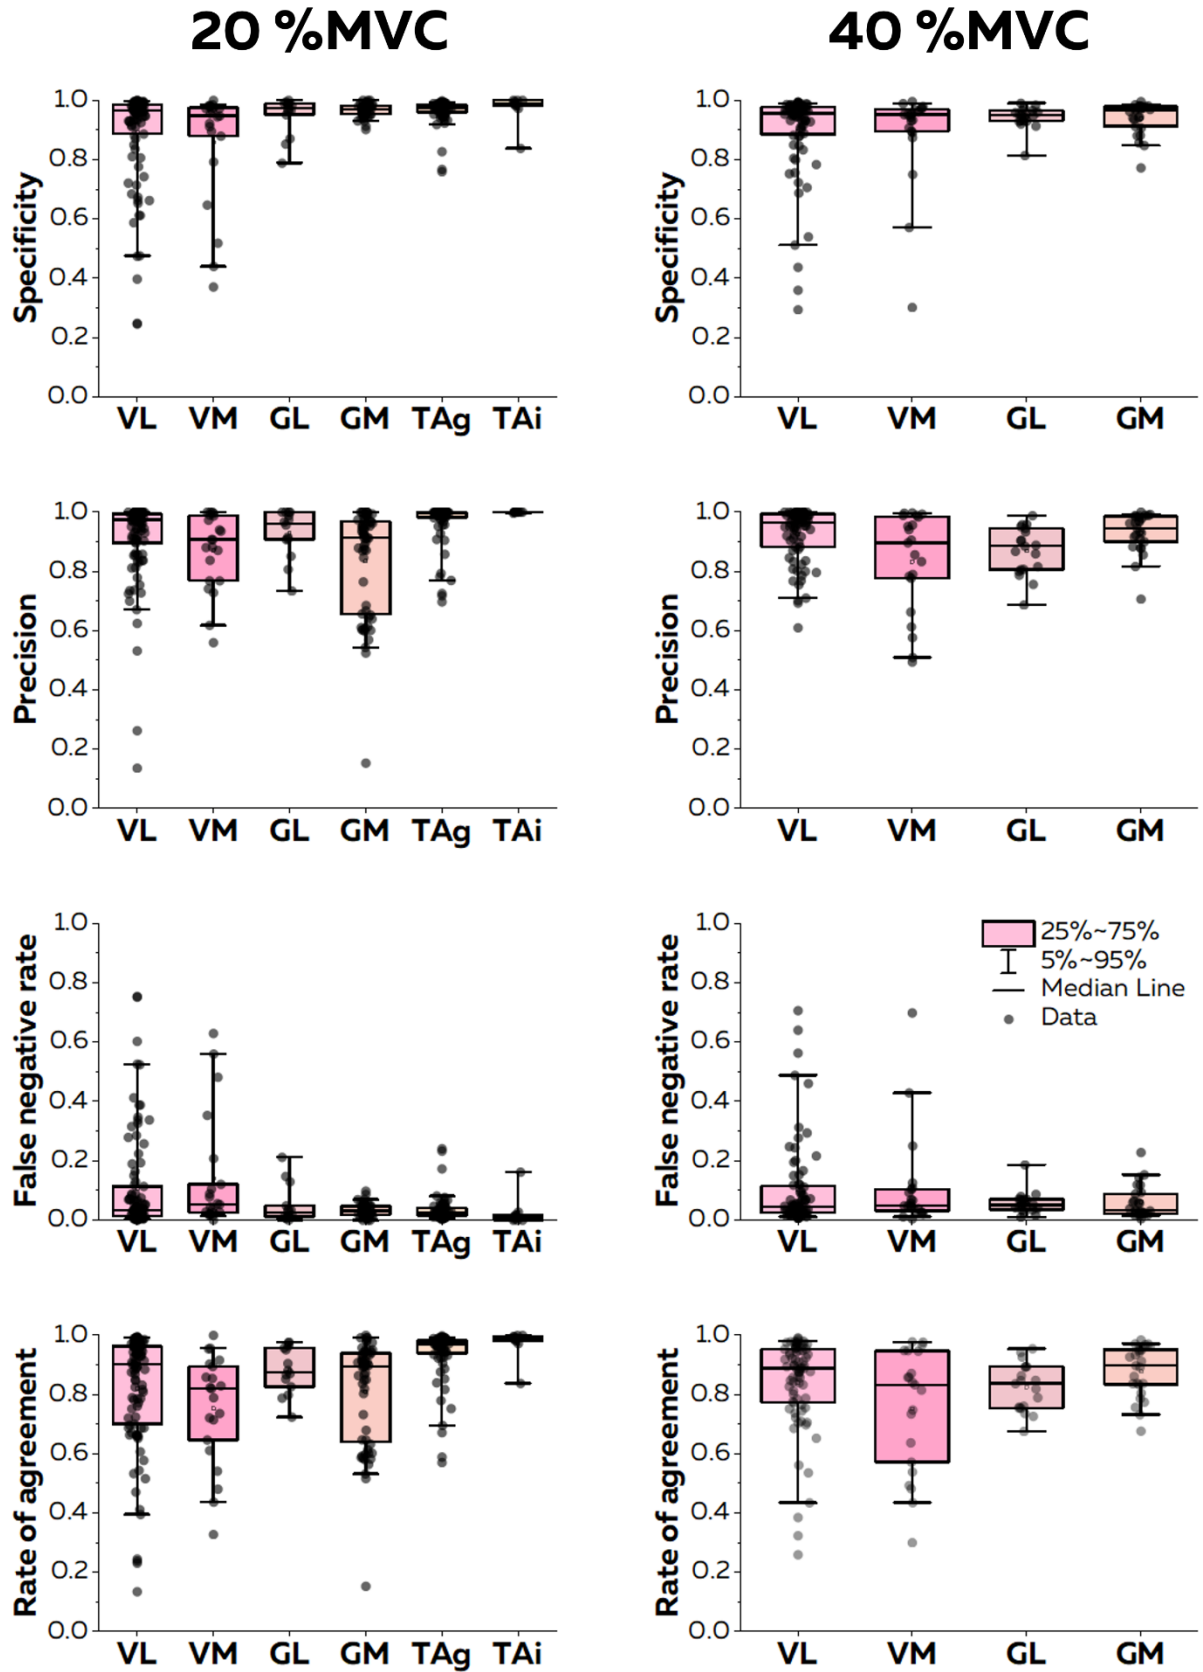 20 %MVC
40 %MVC
Specificity
1.0
0.8
0.6
0.4
0.2
0.0
VL VM GL GM TAg TAi
Specificity
1.0
0.8
0.6
0.4
0.2
0.0
VL VM GL GM
Precision
1.0
0.8
0.6
0.4
0.2
0.0
VL VM GL GM TAg TAi
Precision
1.0
0.8
0.6
0.4
0.2
0.0
VL VM GL GM
False negative rate
1.0
0.8
0.6
0.4
0.2
0.0
VL VM GL GM TAg TAi
False negative rate
1.0
0.8
0.6
0.4
0.2
0.0
25%~75%
5%~95%
Median Line
Data
VL VM GL GM
Rate of agreement
1.0
0.8
0.6
0.4
0.2
0.0
VL VM GL GM TAg TAi
Rate of agreement
1.0
0.8
0.6
0.4
0.2
0.0
VL VM GL GM